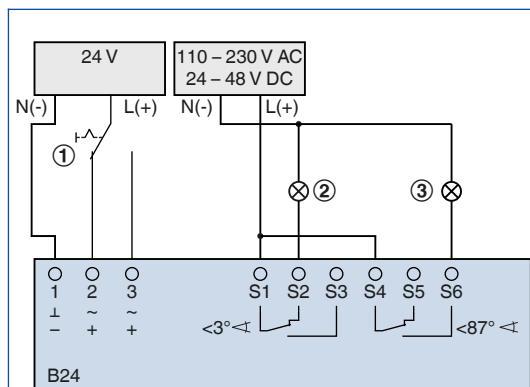 24 V
110 – 230 V AC
24 – 48 V DC
N(-) L(+) N(-) L(+)
① ② ③
1 2 3 S1 S2 S3 S4 S5 S6
⊥ ~ ~
– + +
<3° ∢ <87° ∢
B24